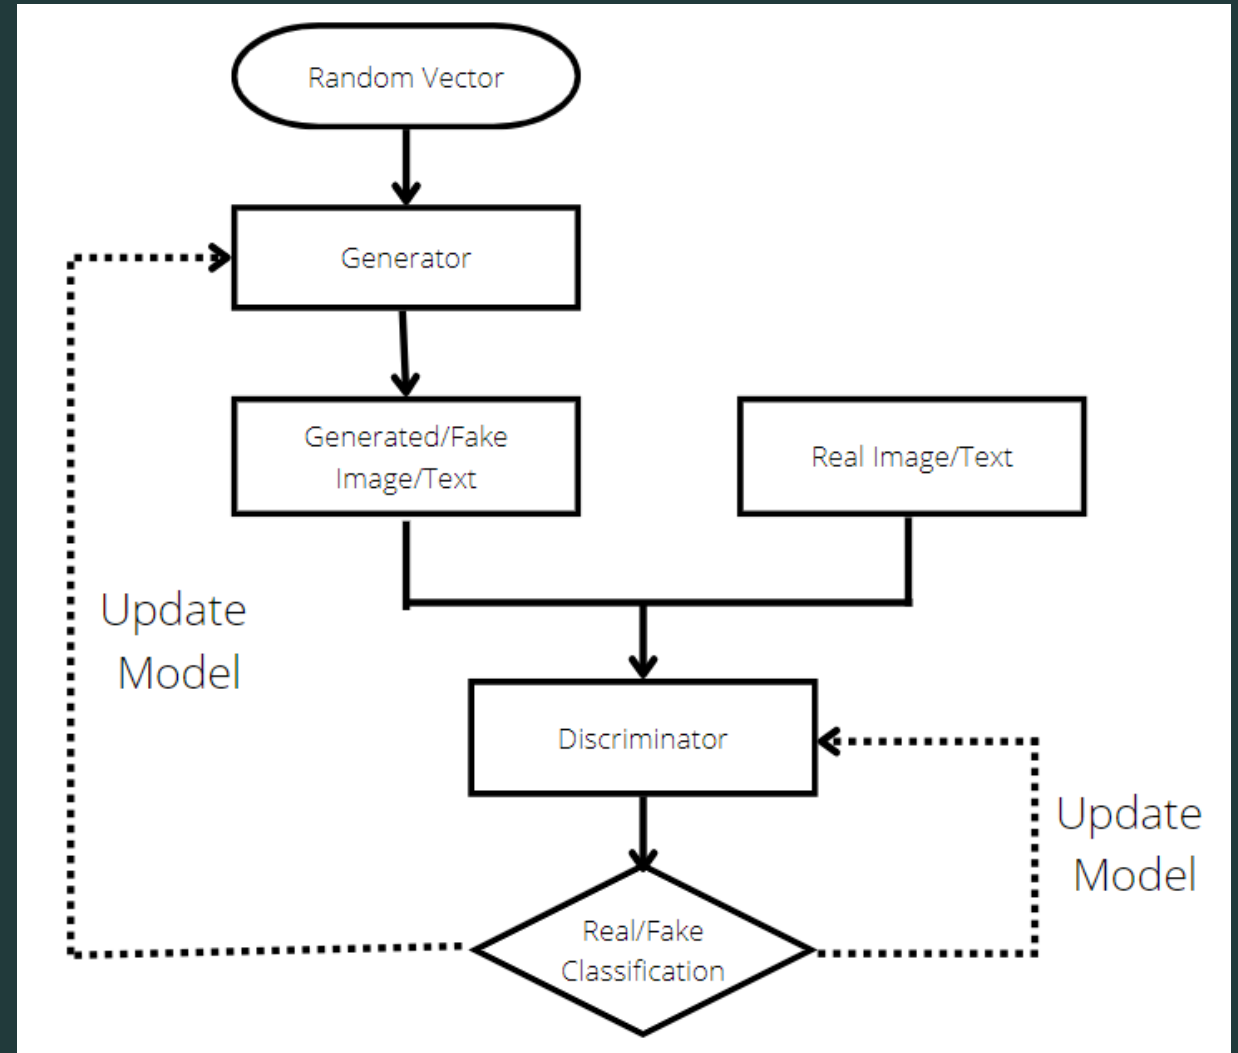 Random Vector
Generator
Generated/Fake
Image/Text
Real Image/Text
Update
Model
Discriminator
Update
Model
Real/Fake
Classification